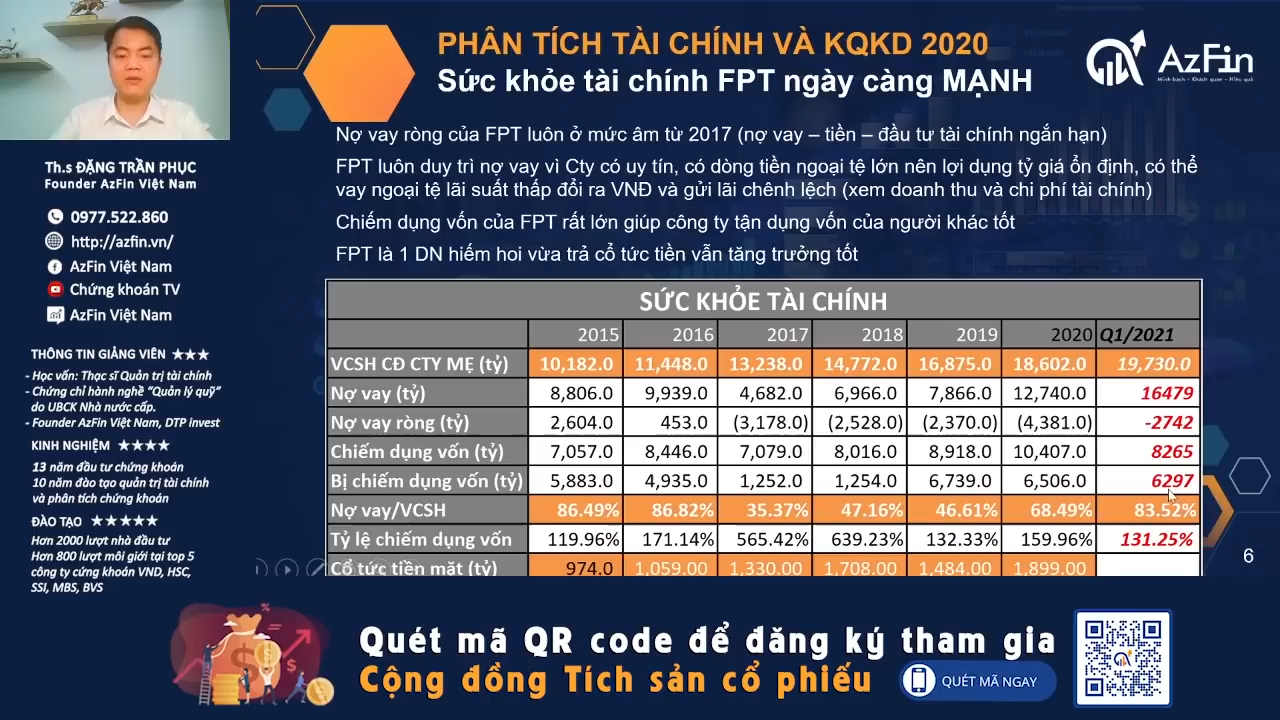 PHÂN TÍCH TÀI CHÍNH VÀ KQKD 2020
Sức khỏe tài chính FPT ngày càng MẠNH
AzFin
Minh bạch - Khách quan - Hiệu quả
Nợ vay ròng của FPT luôn ở mức âm từ 2017 (nợ vay – tiền – đầu tư tài chính ngắn hạn)
FPT luôn duy trì nợ vay vì Cty có uy tín, có dòng tiền ngoại tệ lớn nên lợi dụng tỷ giá ổn định, có thể
vay ngoại tệ lãi suất thấp đổi ra VNĐ và gửi lãi chênh lệch (xem doanh thu và chi phí tài chính)
Chiếm dụng vốn của FPT rất lớn giúp công ty tận dụng vốn của người khác tốt
FPT là 1 DN hiếm hoi vừa trả cổ tức tiền vẫn tăng trưởng tốt
Th.s ĐẶNG TRẦN PHỤC
Founder AzFin Việt Nam
0977.522.860
http://azfin.vn/
AzFin Việt Nam
Chứng khoán TV
AzFin Việt Nam
THÔNG TIN GIẢNG VIÊN ★★★
- Học vấn: Thạc sĩ Quản trị tài chính
- Chứng chỉ hành nghề "Quản lý quỹ"
do UBCK Nhà nước cấp.
- Founder AzFin Việt Nam, DTP invest
KINH NGHIỆM ★★★★
13 năm đầu tư chứng khoán
10 năm đào tạo quản trị tài chính
và phân tích chứng khoán
ĐÀO TẠO ★★★★★
Hơn 2000 lượt nhà đầu tư
Hơn 800 lượt môi giới tại top 5
công ty cứng khoán VND, HSC,
SSI, MBS, BVS
SỨC KHỎE TÀI CHÍNH
2015 2016 2017 2018 2019 2020 Q1/2021
VCSH CĐ CTY MẸ (tỷ) 10,182.0 11,448.0 13,238.0 14,772.0 16,875.0 18,602.0 19,730.0
Nợ vay (tỷ) 8,806.0 9,939.0 4,682.0 6,966.0 7,866.0 12,740.0 16479
Nợ vay ròng (tỷ) 2,604.0 453.0 (3,178.0) (2,528.0) (2,370.0) (4,381.0) -2742
Chiếm dụng vốn (tỷ) 7,057.0 8,446.0 7,079.0 8,016.0 8,918.0 10,407.0 8265
Bị chiếm dụng vốn (tỷ) 5,883.0 4,935.0 1,252.0 1,254.0 6,739.0 6,506.0 6297
Nợ vay/VCSH 86.49% 86.82% 35.37% 47.16% 46.61% 68.49% 83.52%
Tỷ lệ chiếm dụng vốn 119.96% 171.14% 565.42% 639.23% 132.33% 159.96% 131.25%
Cổ tức tiền mặt (tỷ) 974.0 1,059.00 1,330.00 1,708.00 1,484.00 1,899.00
6
Quét mã QR code để đăng ký tham gia
Cộng đồng Tích sản cổ phiếu
QUÉT MÃ NGAY